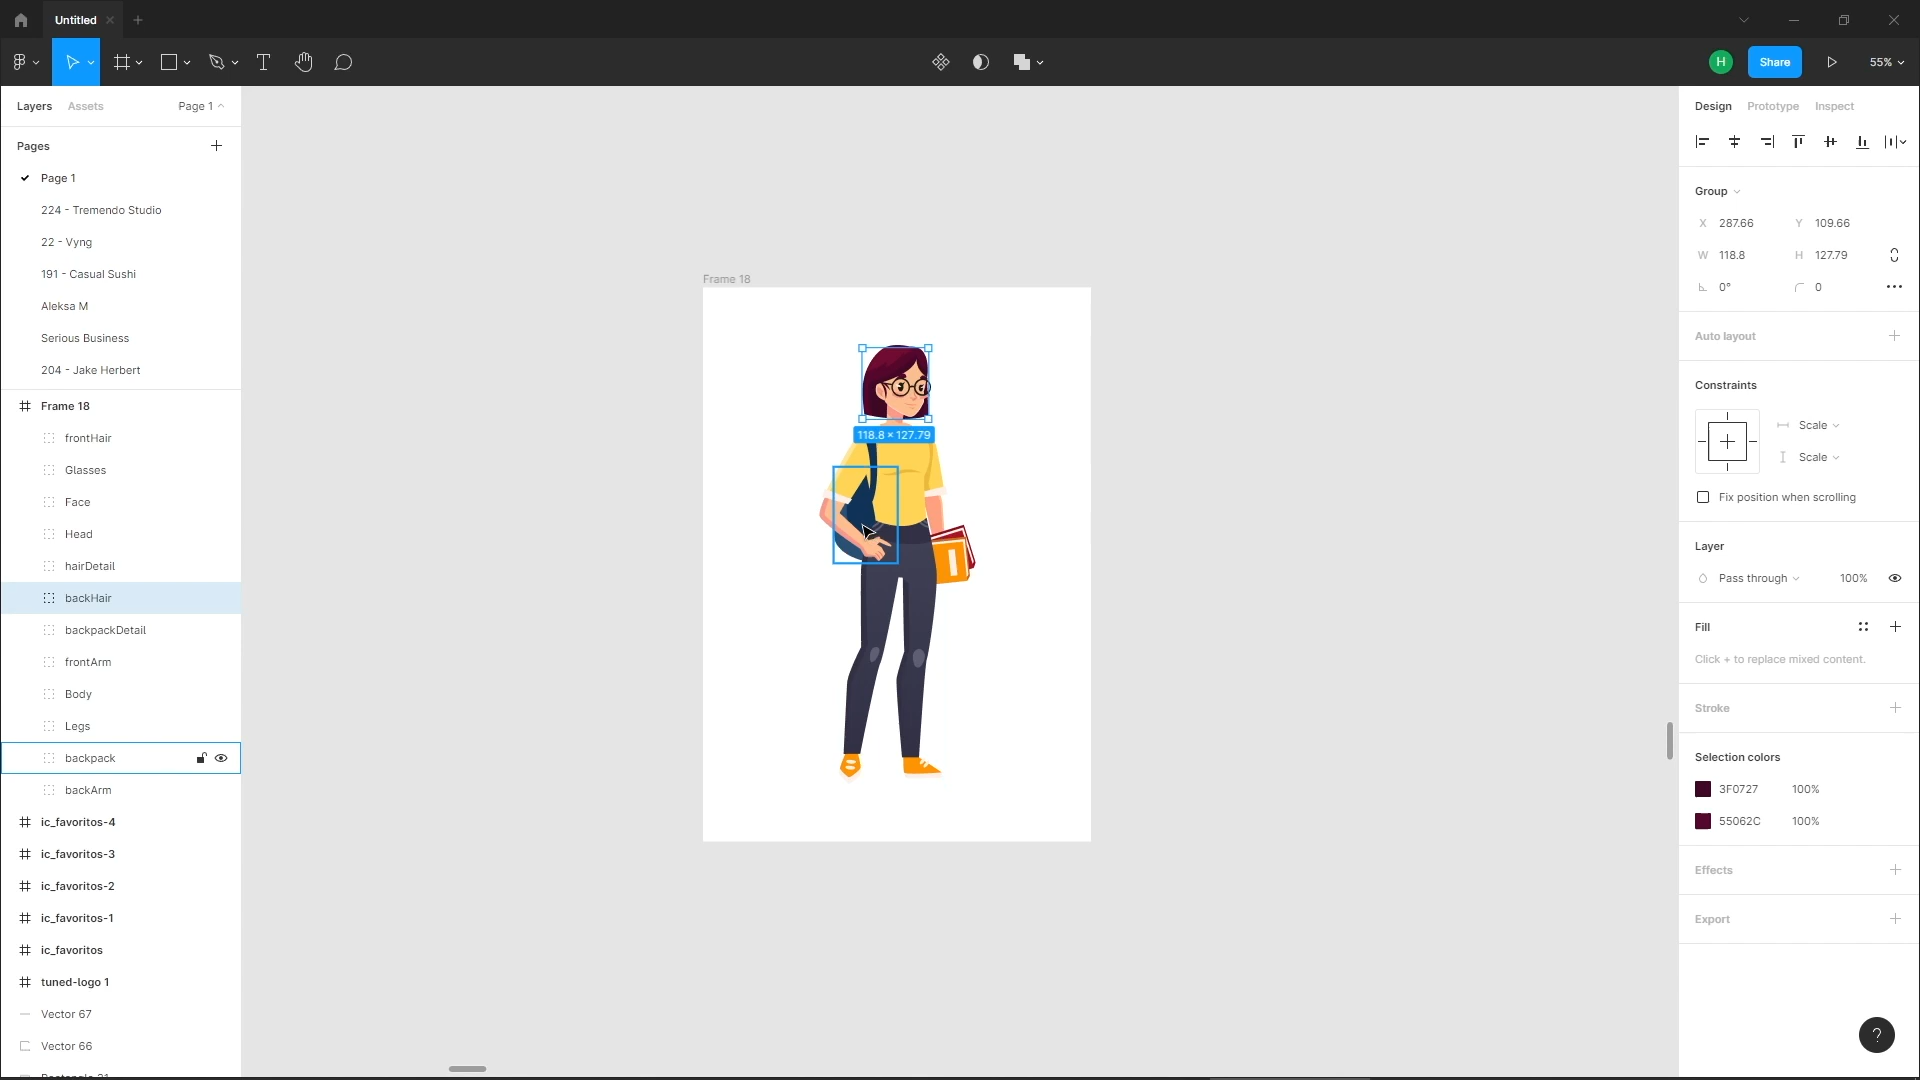 Untitled
H
Share
55%
Layers
Assets
Page 1
Pages
Page 1
224 - Tremendo Studio
22 - Vyng
191 - Casual Sushi
Aleksa M
Serious Business
204 - Jake Herbert
Frame 18
frontHair
Glasses
Face
Head
hairDetail
backHair
backpackDetail
frontArm
Body
Legs
backpack
backArm
ic_favoritos-4
ic_favoritos-3
ic_favoritos-2
ic_favoritos-1
ic_favoritos
tuned-logo 1
Vector 67
Vector 66
Frame 18
118.8 × 127.79
Design
Prototype
Inspect
Group
X 287.66 Y 109.66
W 118.8 H 127.79
0° 0
Auto layout
Constraints
Scale
Scale
Fix position when scrolling
Layer
Pass through 100%
Fill
Click + to replace mixed content.
Stroke
Selection colors
3F0727 100%
55062C 100%
Effects
Export
?